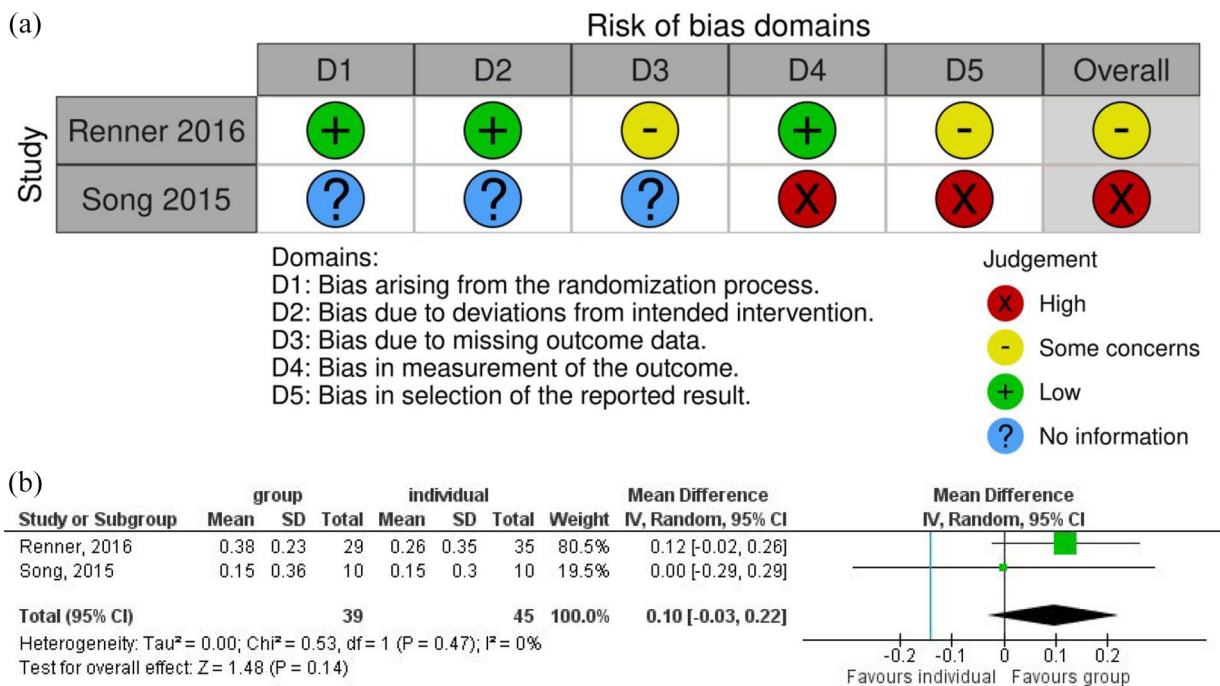 (a)
Risk of bias domains
D1 D2 D3 D4 D5 Overall
Study
Renner 2016 + + - + - -
Song 2015 ? ? ? X X X
Domains:
D1: Bias arising from the randomization process.
D2: Bias due to deviations from intended intervention.
D3: Bias due to missing outcome data.
D4: Bias in measurement of the outcome.
D5: Bias in selection of the reported result.
Judgement
X High
- Some concerns
+ Low
? No information
(b)
group individual Mean Difference Mean Difference
Study or Subgroup Mean SD Total Mean SD Total Weight IV, Random, 95% CI IV, Random, 95% CI
Renner, 2016 0.38 0.23 29 0.26 0.35 35 80.5% 0.12 [-0.02, 0.26]
Song, 2015 0.15 0.36 10 0.15 0.3 10 19.5% 0.00 [-0.29, 0.29]
Total (95% CI) 39 45 100.0% 0.10 [-0.03, 0.22]
Heterogeneity: Tau² = 0.00; Chi² = 0.53, df = 1 (P = 0.47); I² = 0%
Test for overall effect: Z = 1.48 (P = 0.14)
-0.2 -0.1 0 0.1 0.2
Favours individual Favours group